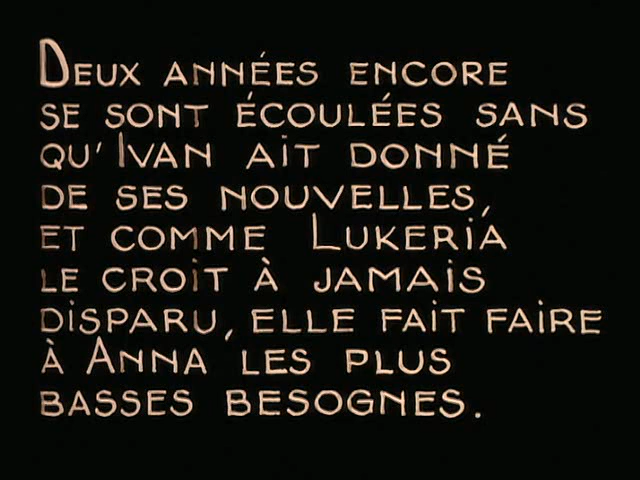 Deux années encore
se sont écoulées sans
qu'Ivan ait donné
de ses nouvelles,
et comme Lukeria
le croit à jamais
disparu, elle fait faire
à Anna les plus
basses besognes.